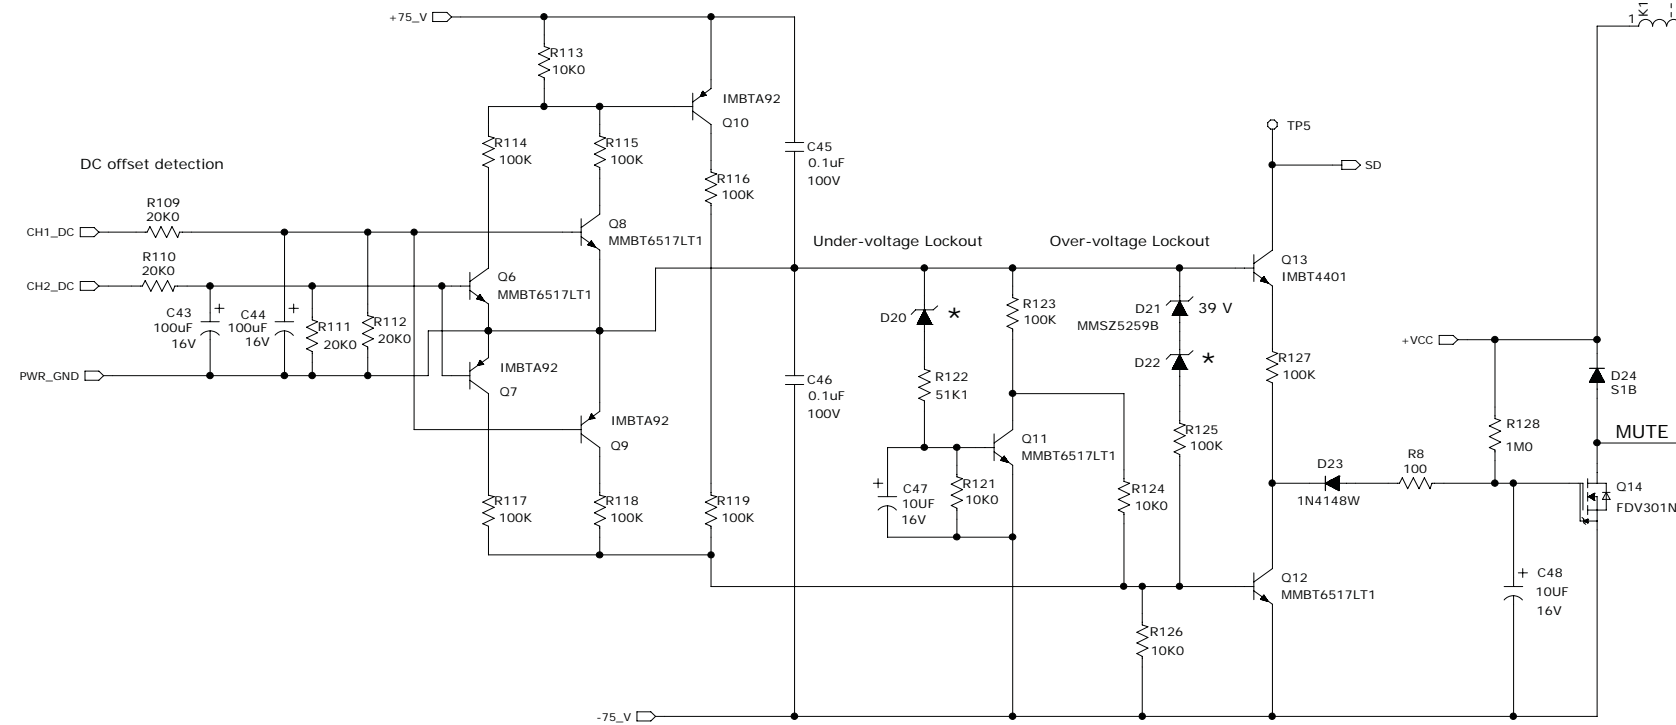 +75_V
R113
10K0
IMBTA92
Q10
K1
1
R114
100K
R115
100K
C45
0.1uF
100V
TP5
SD
DC offset detection
R116
100K
R109
20K0
CH1_DC
Q8
MMBT6517LT1
Under-voltage Lockout
Over-voltage Lockout
R110
20K0
CH2_DC
Q6
MMBT6517LT1
Q13
IMBT4401
C43
100uF
16V
+
C44
100uF
16V
+
R111
20K0
R112
20K0
D20
*
R123
100K
D21
39 V
MMSZ5259B
D22
*
+VCC
PWR_GND
IMBTA92
Q7
C46
0.1uF
100V
R122
51K1
R127
100K
D24
S1B
IMBTA92
Q9
Q11
MMBT6517LT1
R125
100K
R128
1M0
MUTE
R8
100
D23
1N4148W
Q14
FDV301N
R117
100K
R118
100K
R119
100K
+
C47
10UF
16V
R121
10K0
R124
10K0
Q12
MMBT6517LT1
+
C48
10UF
16V
R126
10K0
-75_V